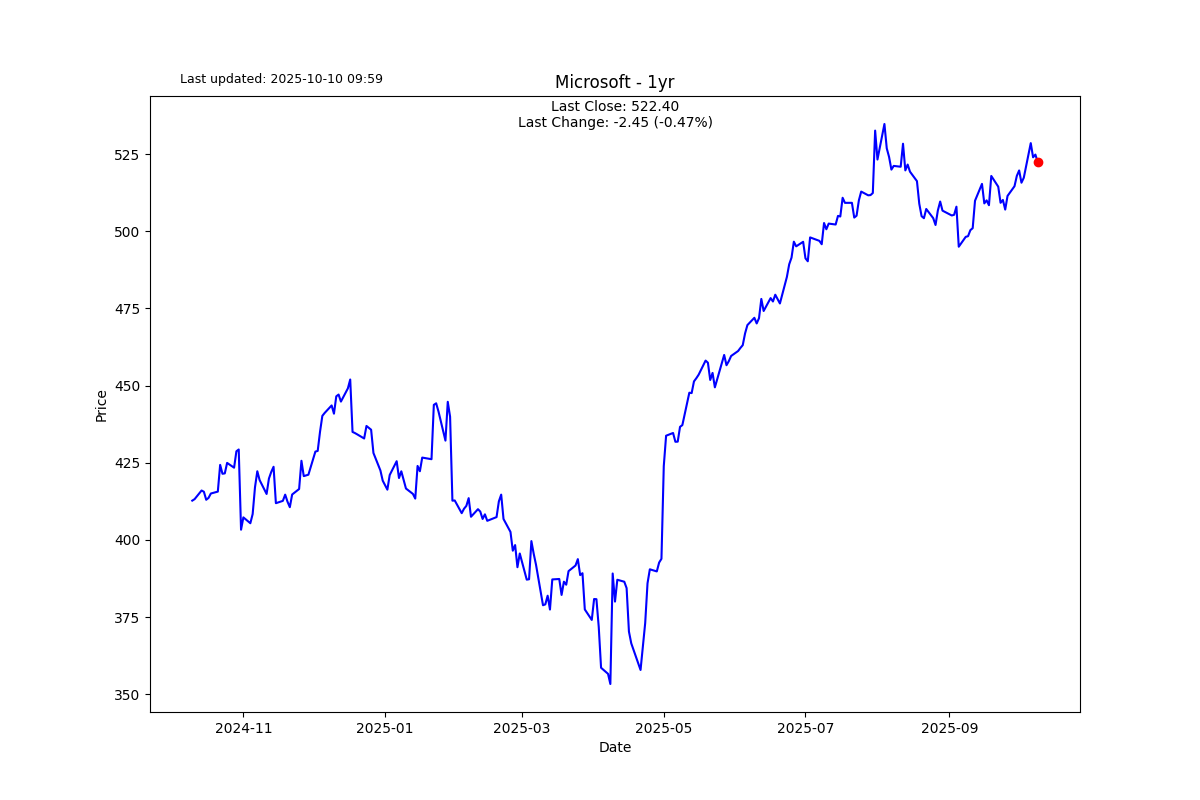 Last updated: 2025-10-10 09:59
Microsoft - 1yr
Last Close: 522.40
Last Change: -2.45 (-0.47%)
Price
525
500
475
450
425
400
375
350
2024-11
2025-01
2025-03
2025-05
2025-07
2025-09
Date